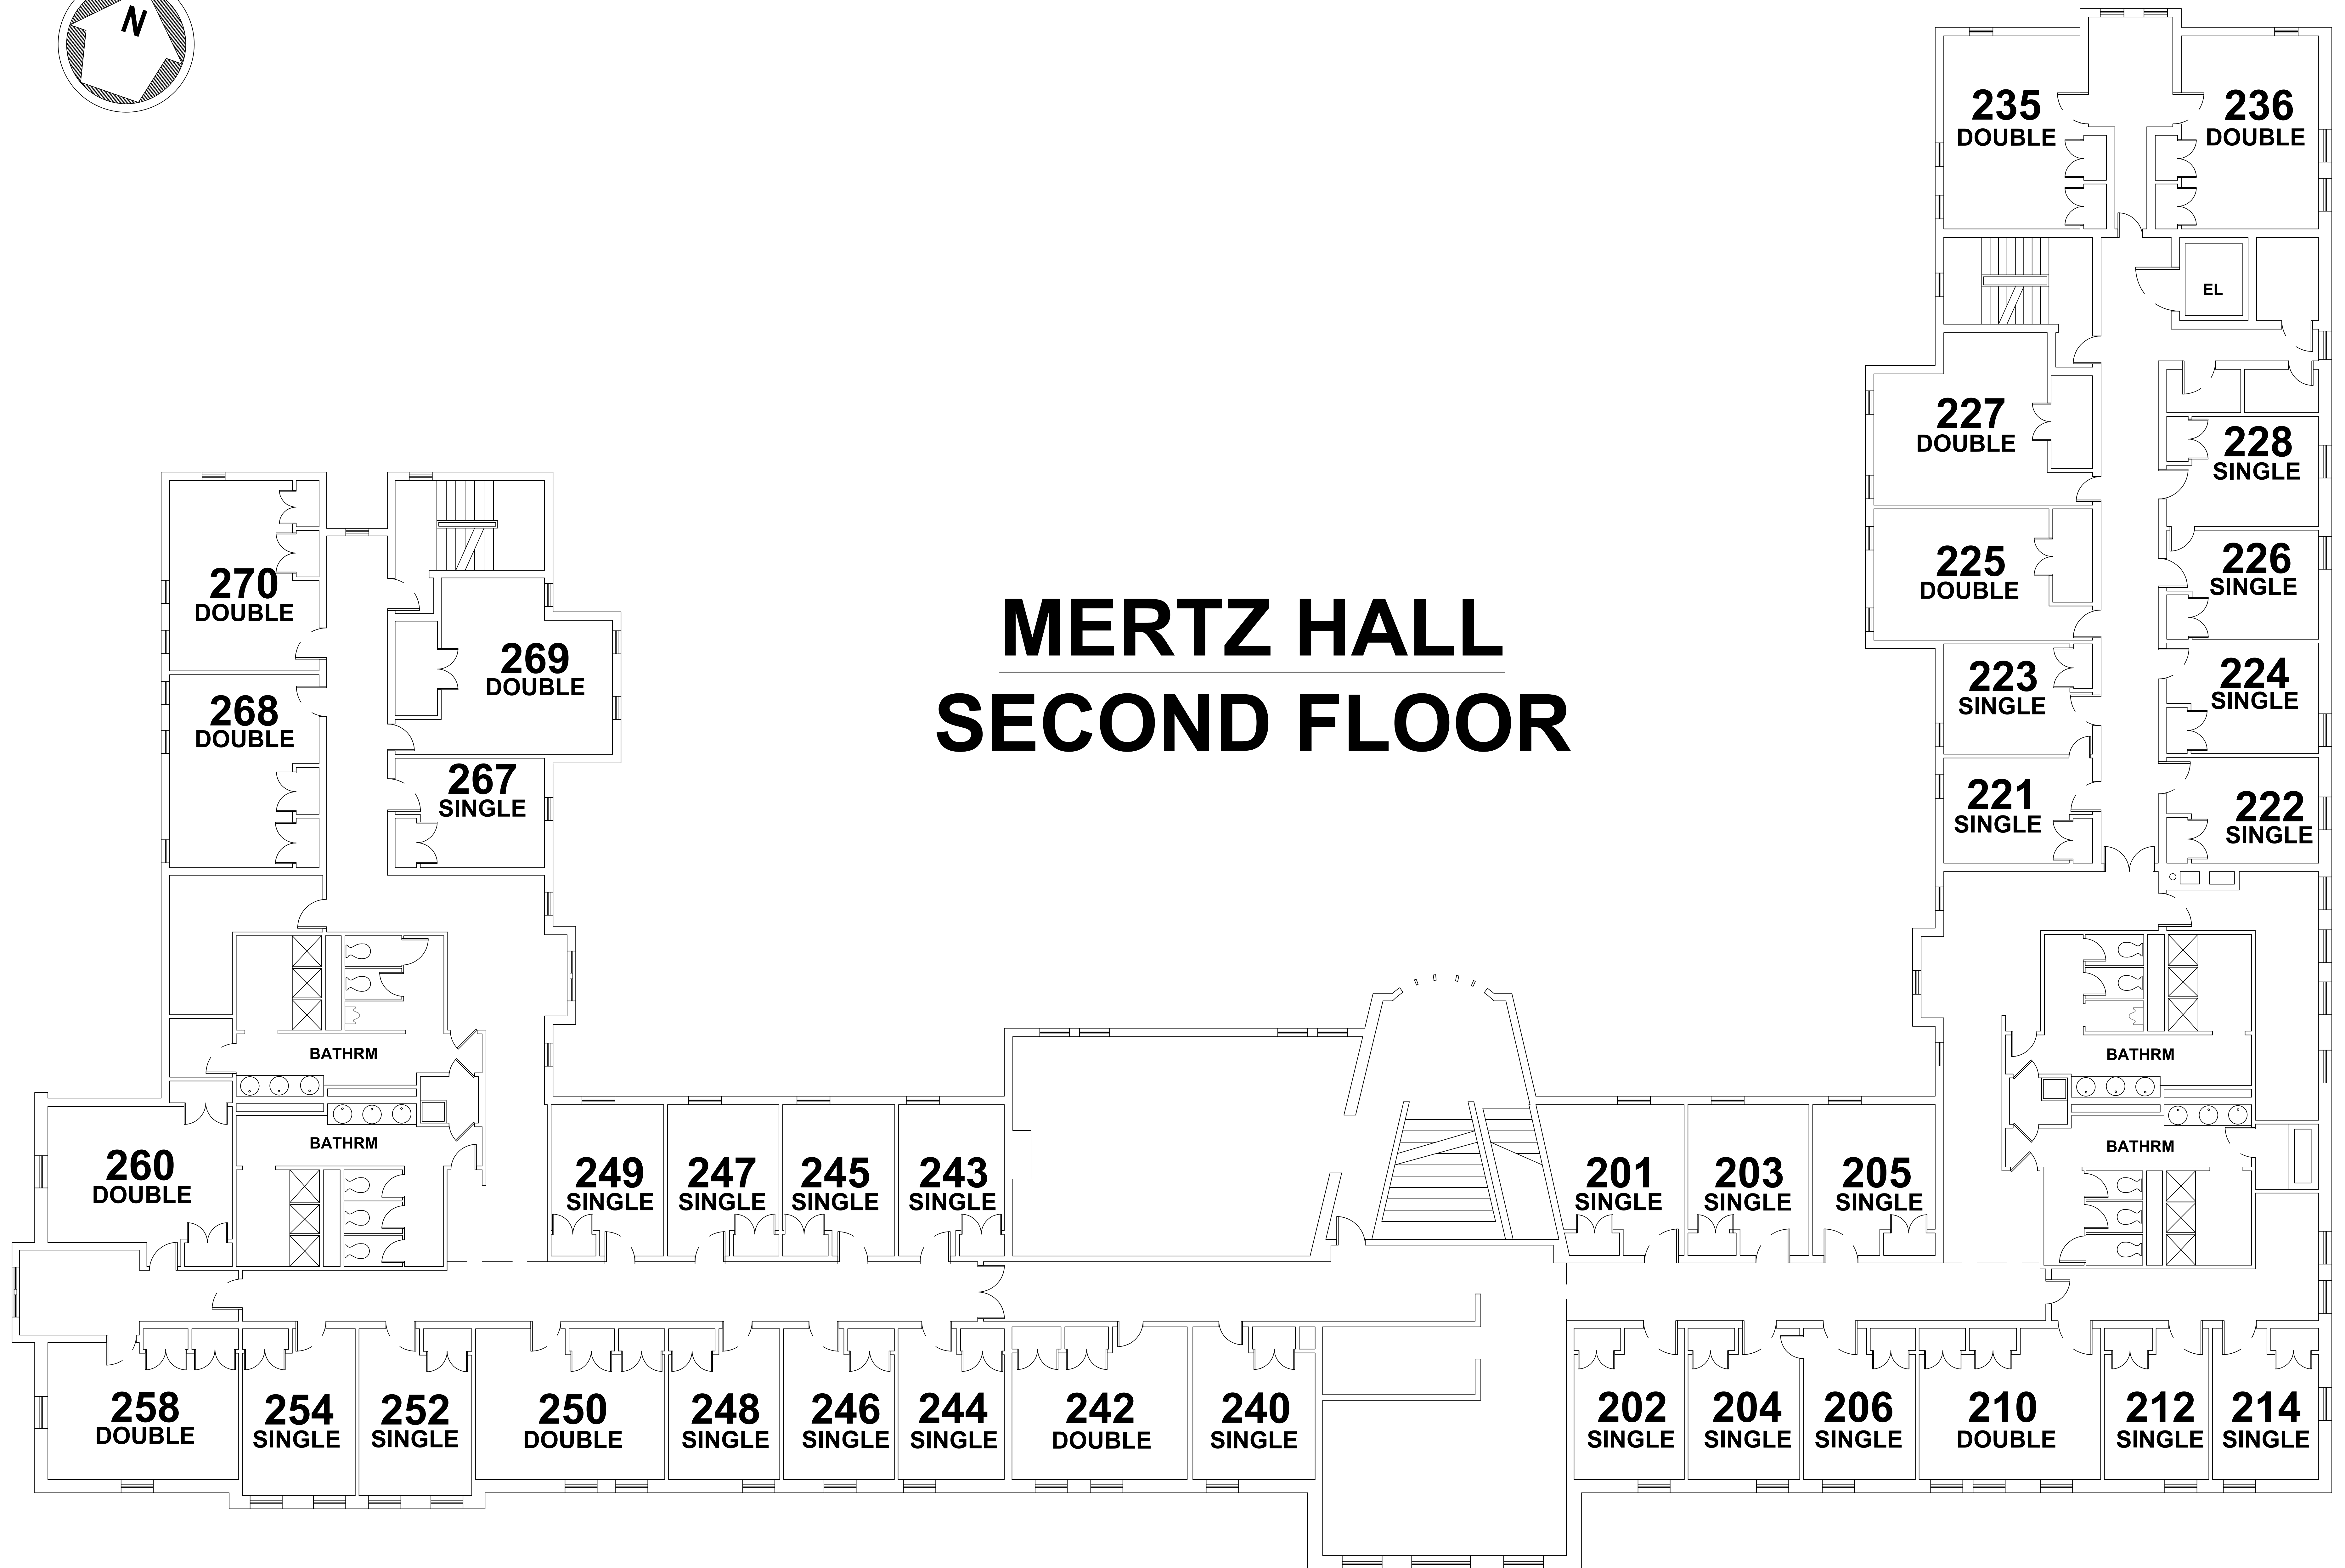 N
235
DOUBLE
236
DOUBLE
EL
227
DOUBLE
228
SINGLE
225
DOUBLE
226
SINGLE
270
DOUBLE
269
DOUBLE
MERTZ HALL
SECOND FLOOR
223
SINGLE
224
SINGLE
268
DOUBLE
267
SINGLE
221
SINGLE
222
SINGLE
BATHRM
BATHRM
BATHRM
BATHRM
260
DOUBLE
249
SINGLE
247
SINGLE
245
SINGLE
243
SINGLE
201
SINGLE
203
SINGLE
205
SINGLE
258
DOUBLE
254
SINGLE
252
SINGLE
250
DOUBLE
248
SINGLE
246
SINGLE
244
SINGLE
242
DOUBLE
240
SINGLE
202
SINGLE
204
SINGLE
206
SINGLE
210
DOUBLE
212
SINGLE
214
SINGLE